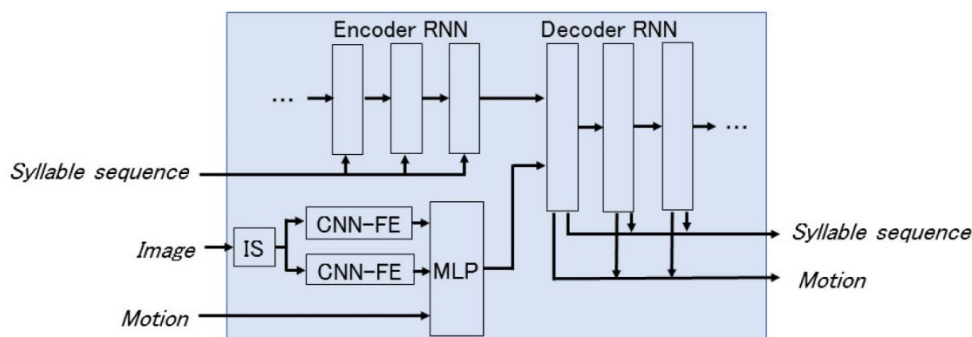 Encoder RNN
Decoder RNN
...
...
Syllable sequence
Image
IS
CNN-FE
CNN-FE
MLP
Motion
Syllable sequence
Motion